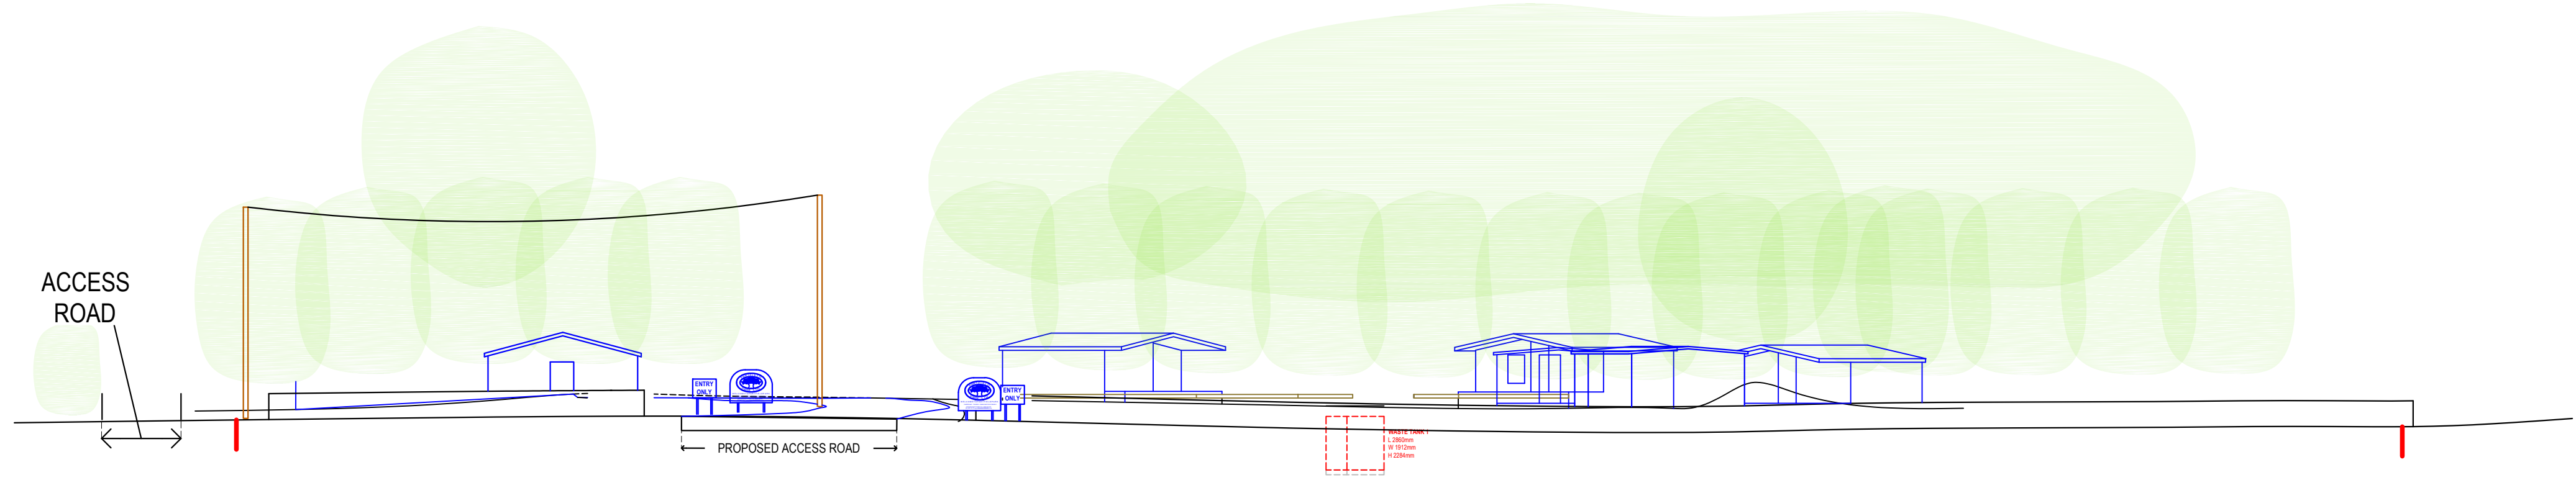 ACCESS
ROAD
ENTRY
ONLY
ENTRY
ONLY
PROPOSED ACCESS ROAD
WASTE TANK 1
L 2860mm
W 1912mm
H 2284mm